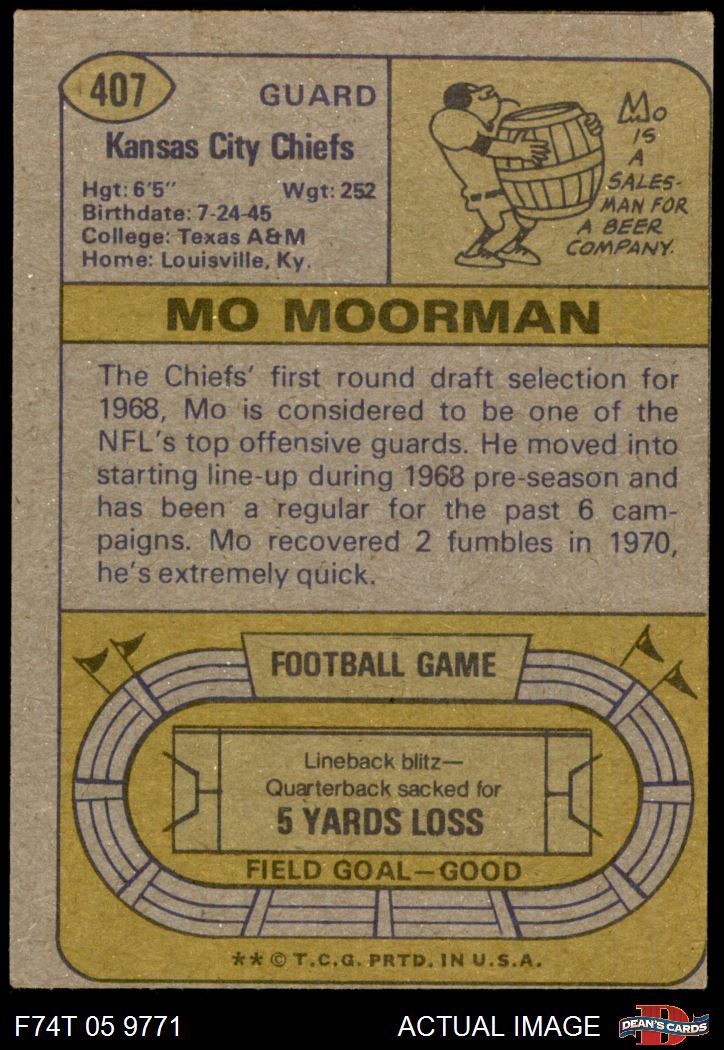 407
GUARD
Kansas City Chiefs
Hgt: 6'5" Wgt: 252
Birthdate: 7-24-45
College: Texas A&M
Home: Louisville, Ky.
Mo
IS
A
SALES-
MAN FOR
A BEER
COMPANY.
MO MOORMAN
The Chiefs' first round draft selection for
1968, Mo is considered to be one of the
NFL's top offensive guards. He moved into
starting line-up during 1968 pre-season and
has been a regular for the past 6 cam-
paigns. Mo recovered 2 fumbles in 1970,
he's extremely quick.
FOOTBALL GAME
Lineback blitz—
Quarterback sacked for
5 YARDS LOSS
FIELD GOAL—GOOD
** © T.C.G. PRTD. IN U.S.A.
F74T 05 9771 ACTUAL IMAGE
D
DEAN'S CARDS